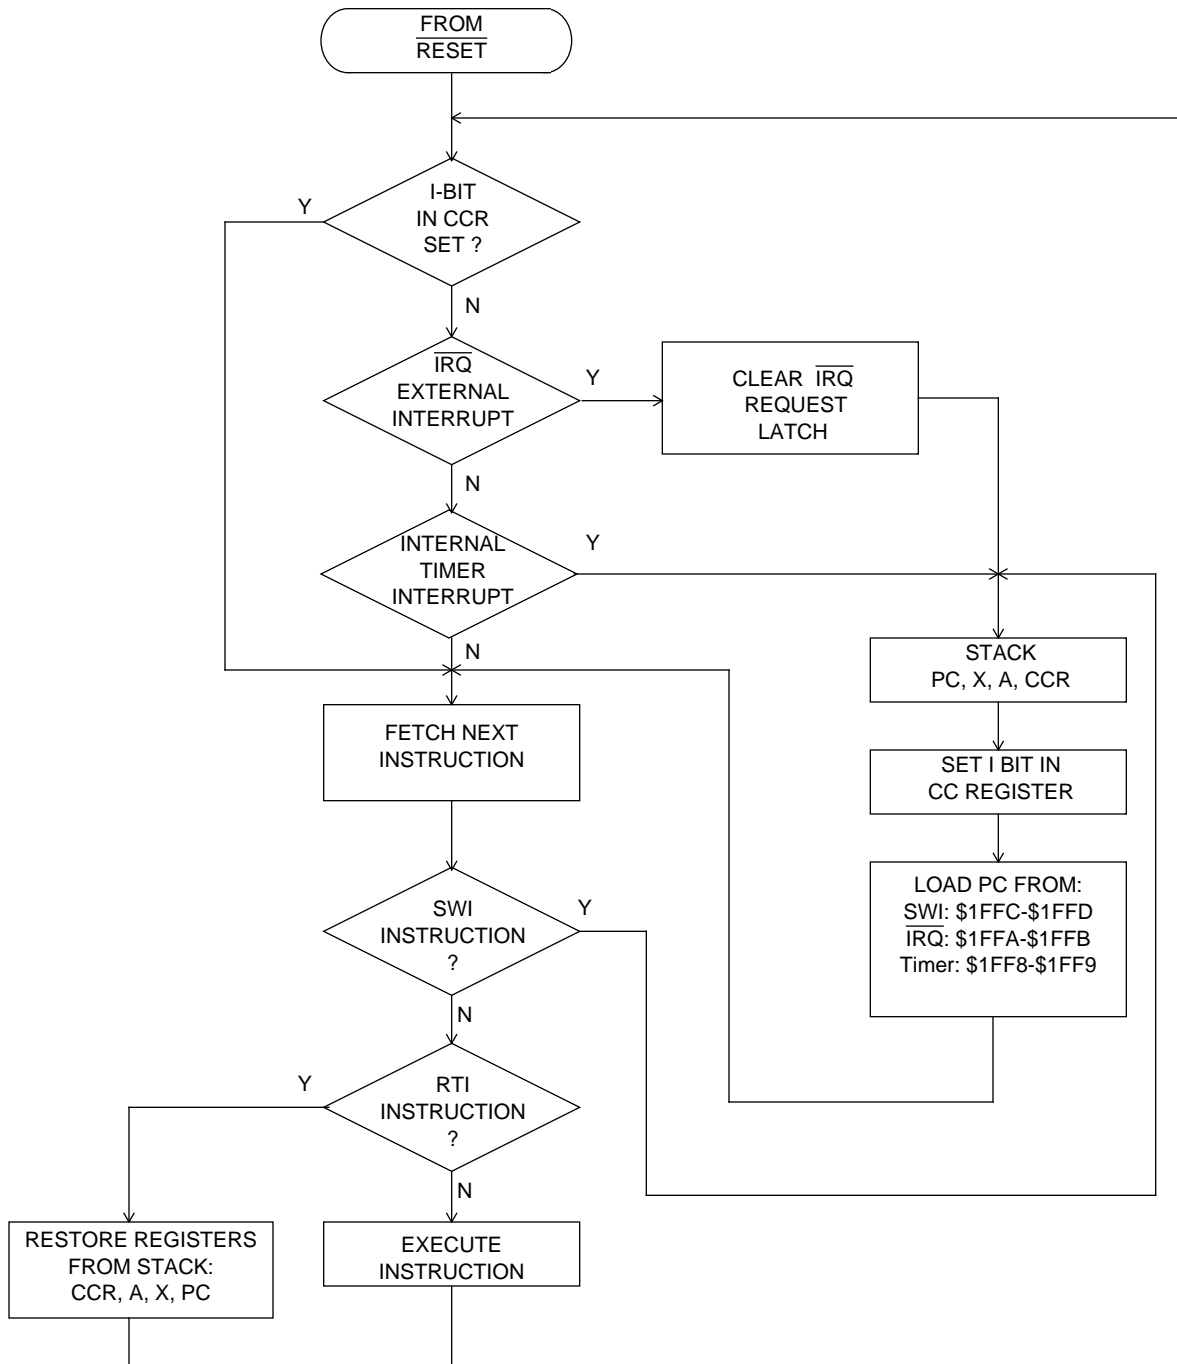 FROM
RESET
Y
I-BIT
IN CCR
SET ?
N
IRQ
EXTERNAL
INTERRUPT
Y
CLEAR IRQ
REQUEST
LATCH
N
INTERNAL
TIMER
INTERRUPT
Y
N
STACK
PC, X, A, CCR
FETCH NEXT
INSTRUCTION
SET I BIT IN
CC REGISTER
LOAD PC FROM:
SWI: $1FFC-$1FFD
IRQ: $1FFA-$1FFB
Timer: $1FF8-$1FF9
SWI
INSTRUCTION
?
Y
N
Y
RTI
INSTRUCTION
?
N
RESTORE REGISTERS
FROM STACK:
CCR, A, X, PC
EXECUTE
INSTRUCTION